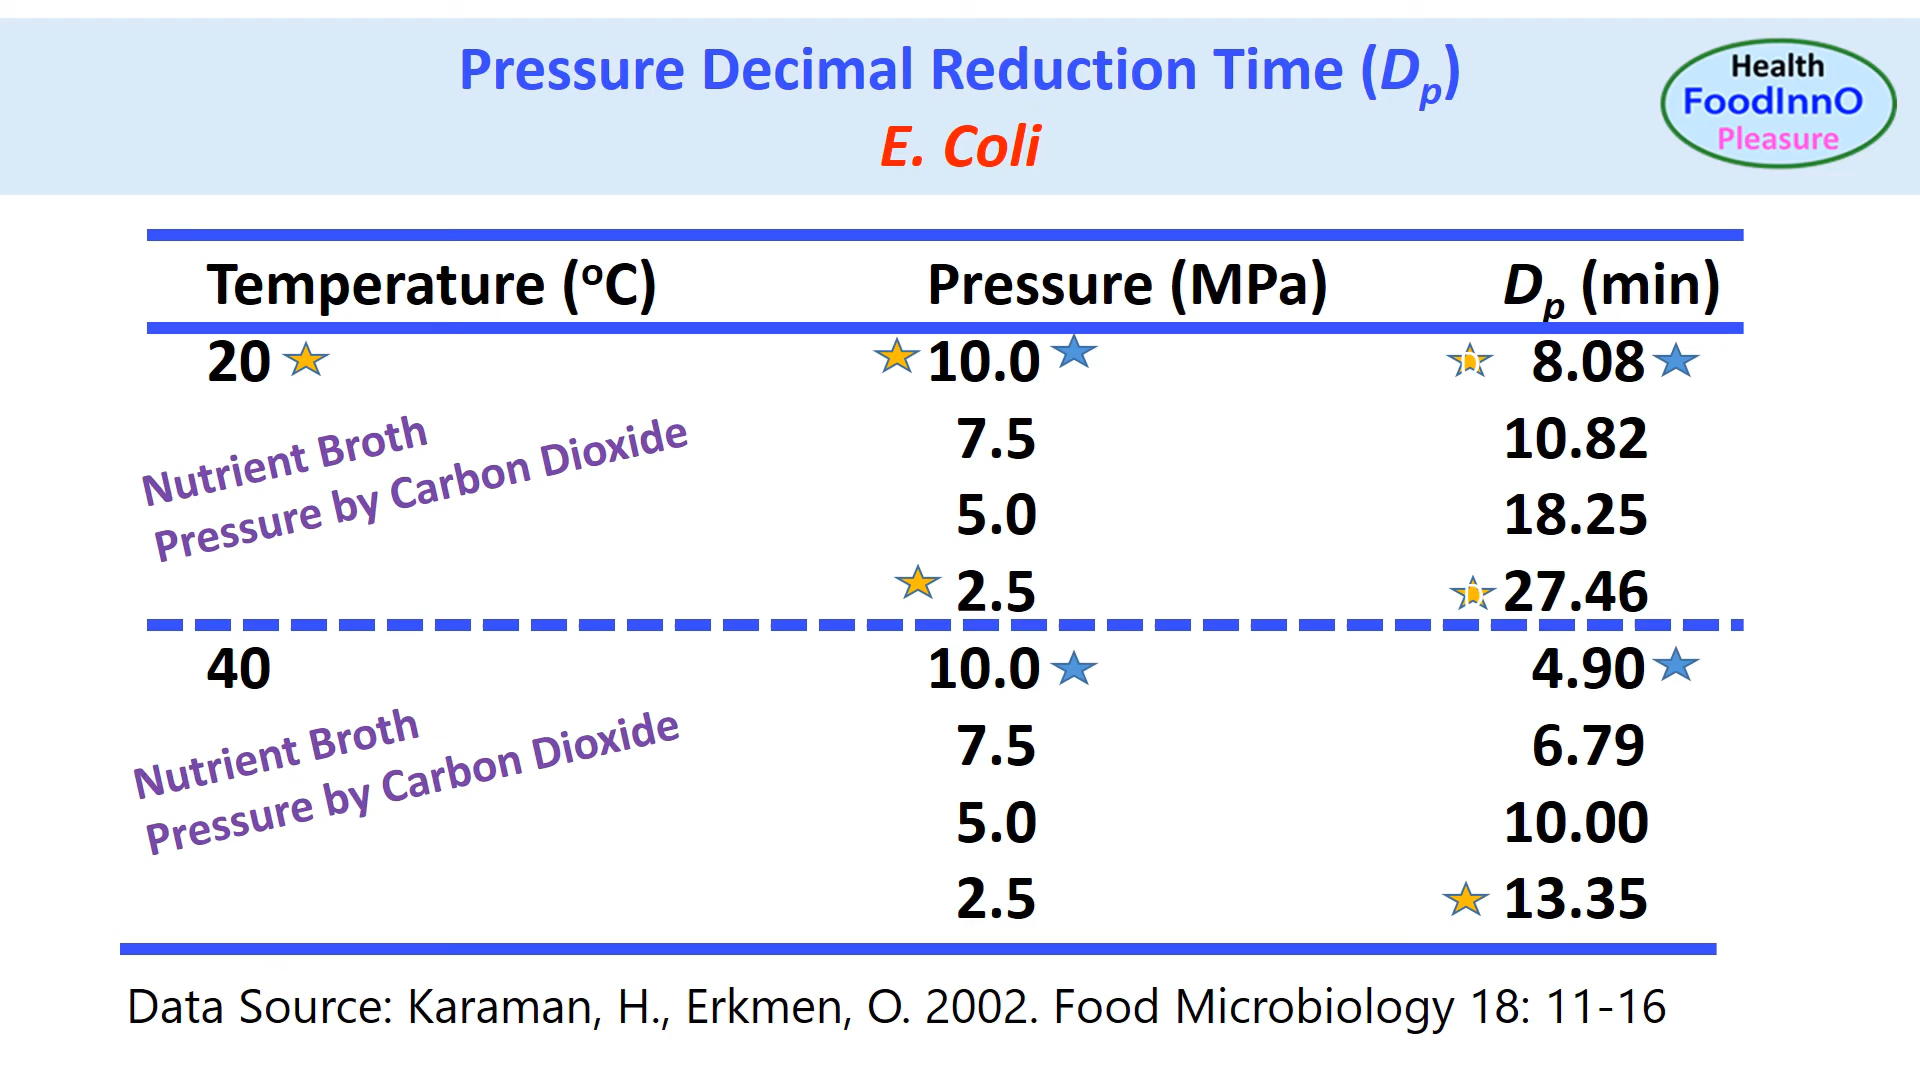 Pressure Decimal Reduction Time (Dp)
E. Coli
Health
FoodInnO
Pleasure
Temperature (oC) Pressure (MPa) Dp (min)
20 10.0 8.08
7.5 10.82
5.0 18.25
2.5 27.46
Nutrient Broth
Pressure by Carbon Dioxide
40 10.0 4.90
7.5 6.79
5.0 10.00
2.5 13.35
Nutrient Broth
Pressure by Carbon Dioxide
Data Source: Karaman, H., Erkmen, O. 2002. Food Microbiology 18: 11-16